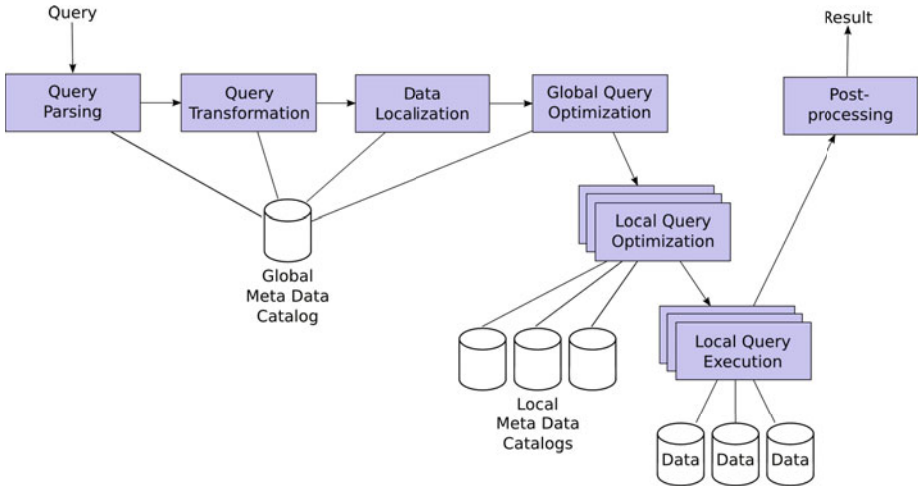 Query
Result
Query
Parsing
Query
Transformation
Data
Localization
Global Query
Optimization
Post-
processing
Local Query
Optimization
Global
Meta Data
Catalog
Local Query
Execution
Local
Meta Data
Catalogs
Data
Data
Data